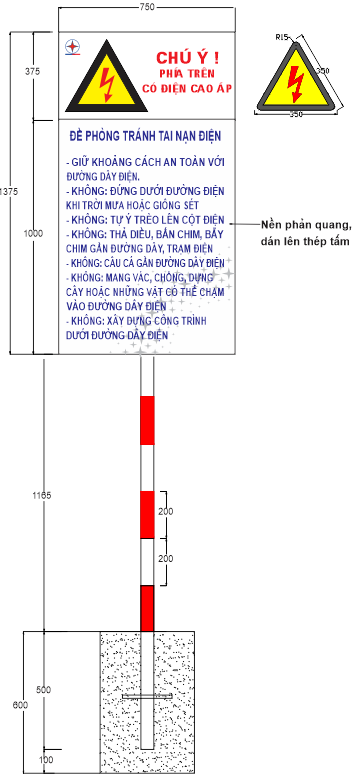 750
R15
CHÚ Ý !
PHÍA TRÊN
CÓ ĐIỆN CAO ÁP
375
350
350
ĐỀ PHÒNG TRÁNH TAI NẠN ĐIỆN
- GIỮ KHOẢNG CÁCH AN TOÀN VỚI
ĐƯỜNG DÂY ĐIỆN.
- KHÔNG: ĐỨNG DƯỚI ĐƯỜNG ĐIỆN
KHI TRỜI MƯA HOẶC GIÔNG SÉT
- KHÔNG: TỰ Ý TRÈO LÊN CỘT ĐIỆN
- KHÔNG: THẢ DIỀU, BẮN CHIM, BẪY
CHIM GẦN ĐƯỜNG DÂY, TRẠM ĐIỆN
- KHÔNG: CÂU CÁ GẦN ĐƯỜNG DÂY ĐIỆN
- KHÔNG: MANG VÁC, CHỐNG, DỰNG
CÂY HOẶC NHỮNG VẬT CÓ THỂ CHẠM
VÀO ĐƯỜNG DÂY ĐIỆN
- KHÔNG: XÂY DỰNG CÔNG TRÌNH
DƯỚI ĐƯỜNG DÂY ĐIỆN
1375
1000
Nền phản quang,
dán lên thép tấm
1165
200
200
500
600
100